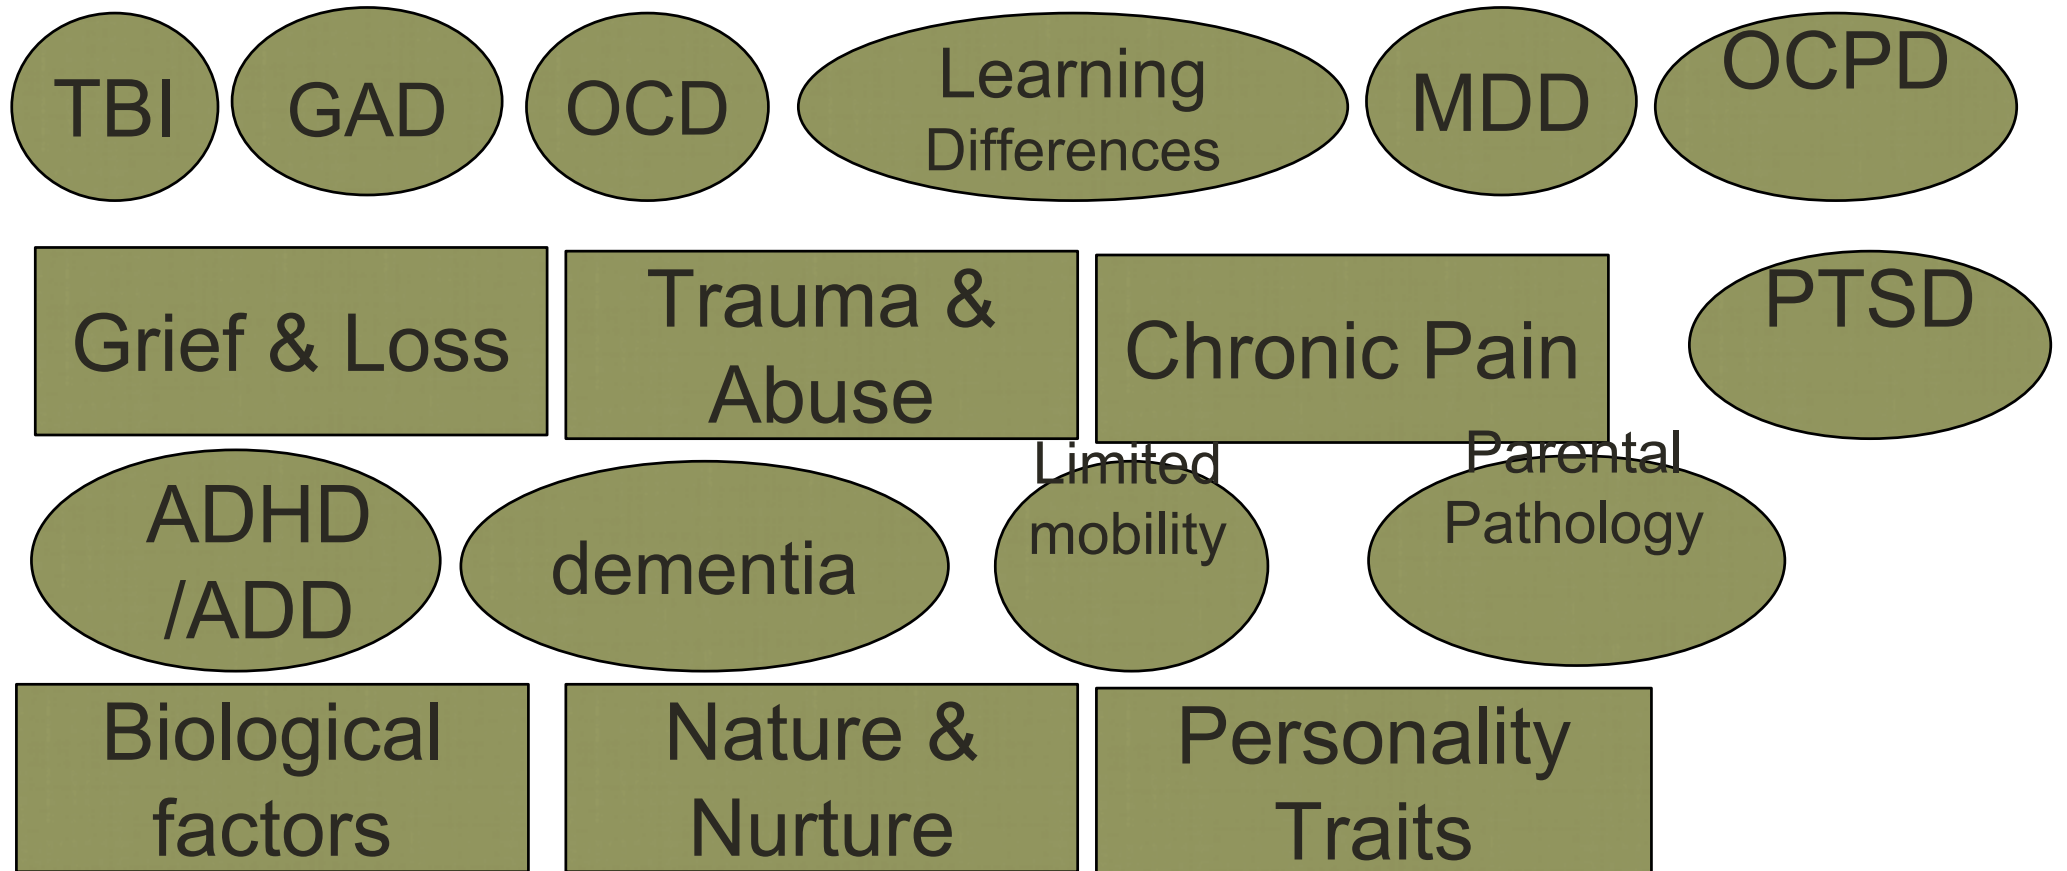 TBI
GAD
OCD
Learning
Differences
MDD
OCPD
Grief & Loss
Trauma &
Abuse
Chronic Pain
PTSD
ADHD
/ADD
dementia
Limited
mobility
Parental
Pathology
Biological
factors
Nature &
Nurture
Personality
Traits